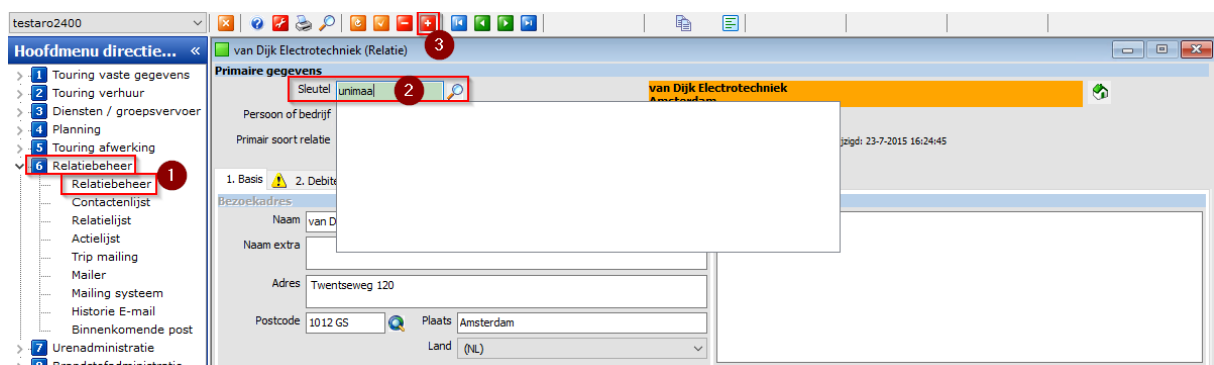 testaro2400
3
Hoofdmenu directie... «
van Dijk Electrotechniek (Relatie)
1 Touring vaste gegevens
2 Touring verhuur
3 Diensten / groepsvervoer
4 Planning
5 Touring afwerking
6 Relatiebeheer
1
Relatiebeheer
Contactenlijst
Relatielijst
Actielijst
Trip mailing
Mailer
Mailing systeem
Historie E-mail
Binnenkomende post
7 Urenadministratie
8 Brandstofadministratie
Primaire gegevens
Sleutel unimaa 2
van Dijk Electrotechniek
Amsterdam
Persoon of bedrijf
Primair soort relatie
jzigd: 23-7-2015 16:24:45
1. Basis 2. Debite
Bezoekadres
Naam van D
Naam extra
Adres Twentseweg 120
Postcode 1012 GS Plaats Amsterdam
Land (NL)